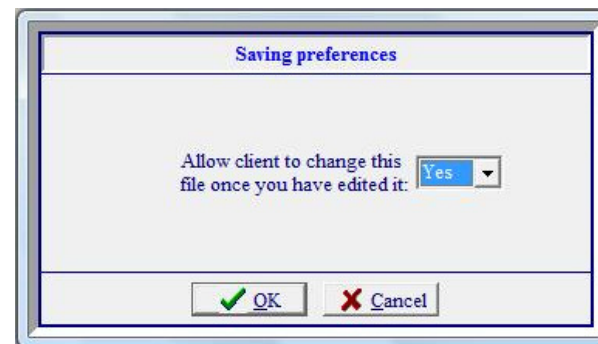 Saving preferences
Allow client to change this
file once you have edited it:
Yes
OK
Cancel